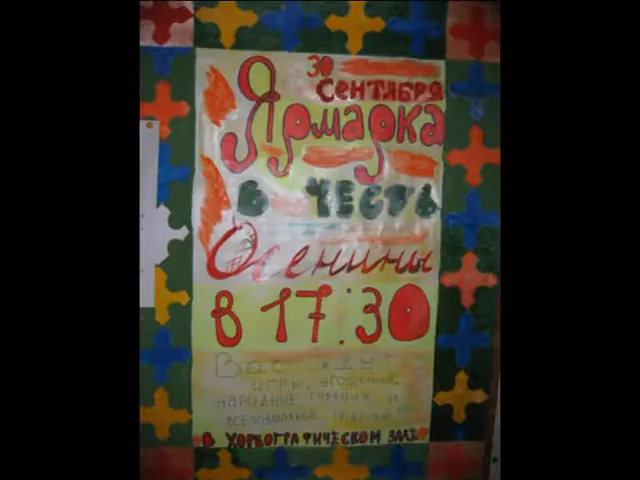 30
сентября
Ярмарка
в честь
Осенины
в 17:30
Вас ждут
игры, угощения,
народные гуляния и
всевозможные
в хореографическом зале